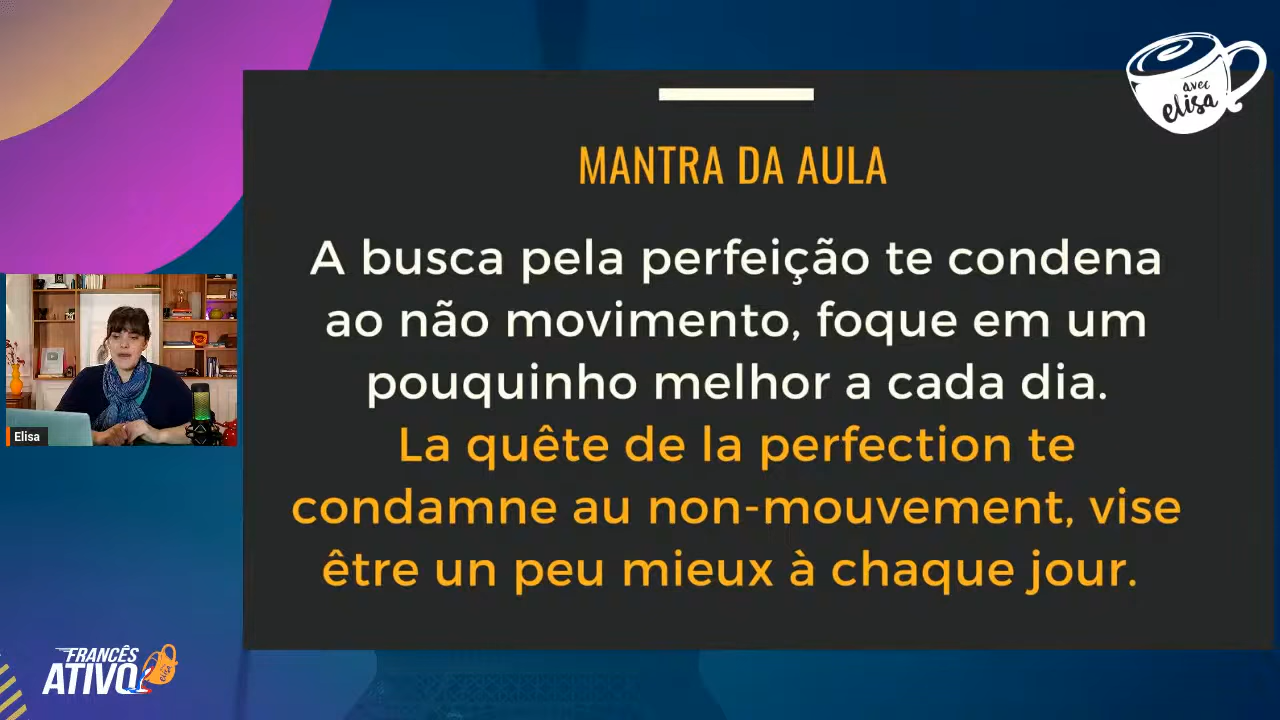 avec
elisa
MANTRA DA AULA
A busca pela perfeição te condena
ao não movimento, foque em um
pouquinho melhor a cada dia.
La quête de la perfection te
condamne au non-mouvement, vise
être un peu mieux à chaque jour.
Elisa
FRANCÊS
ATIVO
elisa